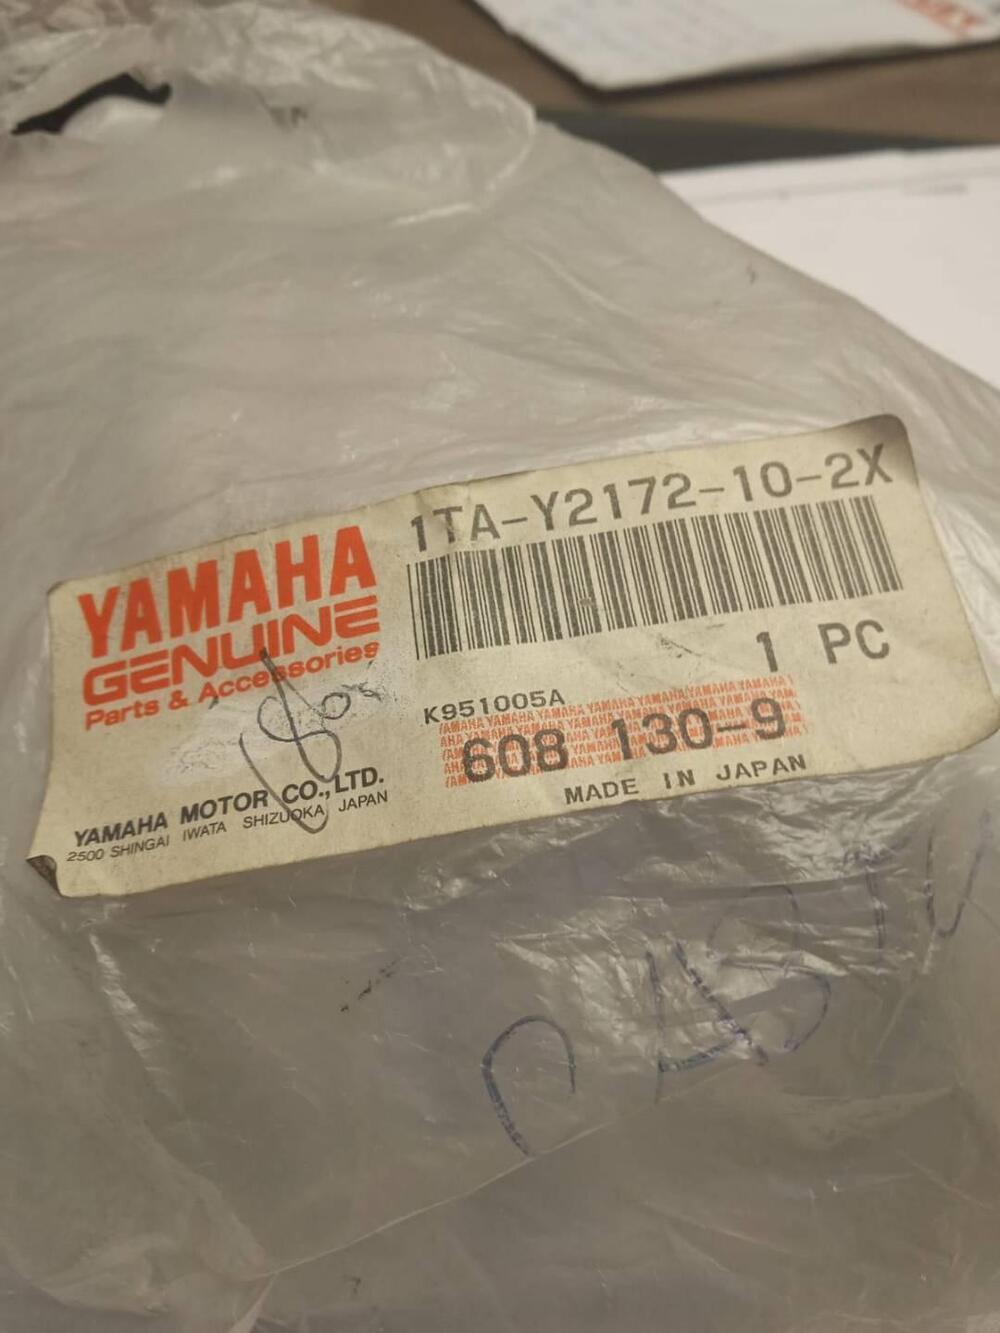 1TA-Y2172-10-2X
YAMAHA
GENUINE
Parts & Accessories
1 PC
K951005A
608 130-9
MADE IN JAPAN
YAMAHA MOTOR CO., LTD.
2500 SHINGAI IWATA SHIZUOKA JAPAN